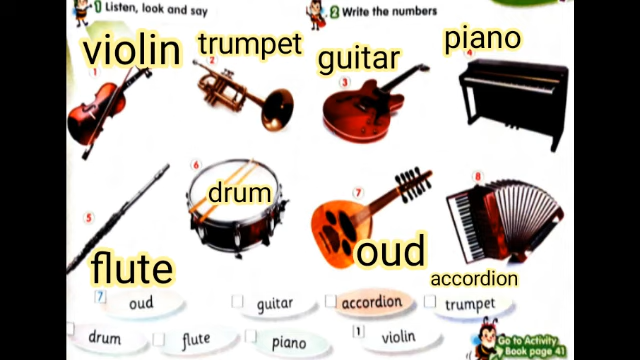 1 Listen, look and say
2 Write the numbers
violin
trumpet
guitar
piano
1
2
3
4
drum
5
6
7
8
flute
oud
accordion
7 oud
guitar
accordion
trumpet
drum
flute
piano
1 violin
Go to Activity
Book page 41